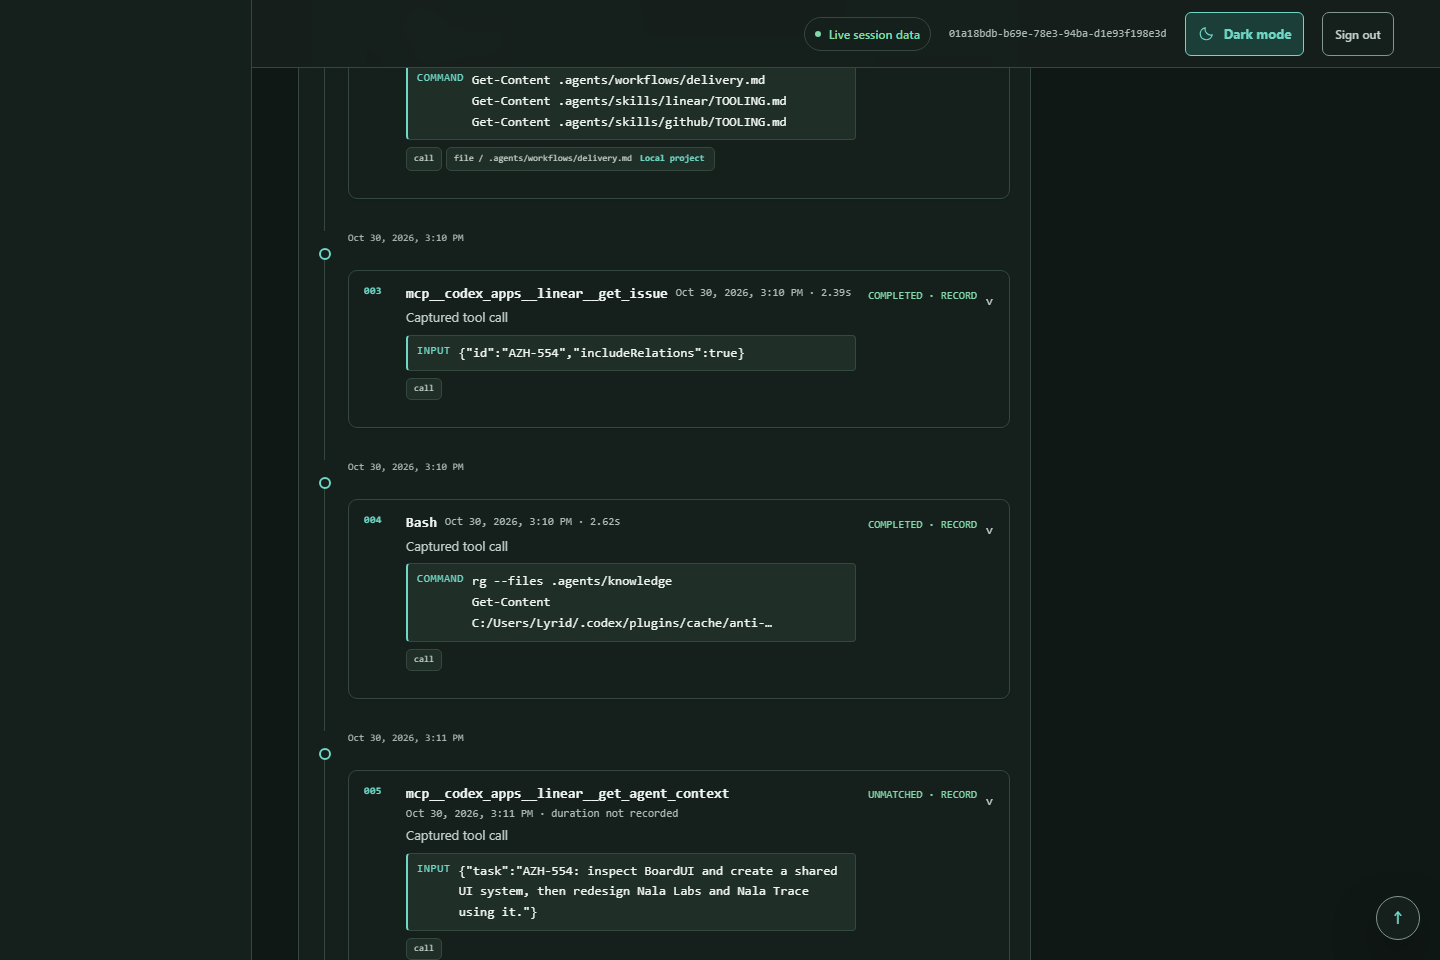 Live session data
01a18bdb-b69e-78e3-94ba-d1e93f198e3d
Dark mode
Sign out
COMMAND Get-Content .agents/workflows/delivery.md
Get-Content .agents/skills/linear/TOOLING.md
Get-Content .agents/skills/github/TOOLING.md
call
file / .agents/workflows/delivery.md Local project
Oct 30, 2026, 3:10 PM
003 mcp__codex_apps__linear__get_issue Oct 30, 2026, 3:10 PM · 2.39s COMPLETED · RECORD v
Captured tool call
INPUT {"id":"AZH-554","includeRelations":true}
call
Oct 30, 2026, 3:10 PM
004 Bash Oct 30, 2026, 3:10 PM · 2.62s COMPLETED · RECORD v
Captured tool call
COMMAND rg --files .agents/knowledge
Get-Content
C:/Users/Lyrid/.codex/plugins/cache/anti-…
call
Oct 30, 2026, 3:11 PM
005 mcp__codex_apps__linear__get_agent_context UNMATCHED · RECORD v
Oct 30, 2026, 3:11 PM · duration not recorded
Captured tool call
INPUT {"task":"AZH-554: inspect BoardUI and create a shared
UI system, then redesign Nala Labs and Nala Trace
using it."}
call